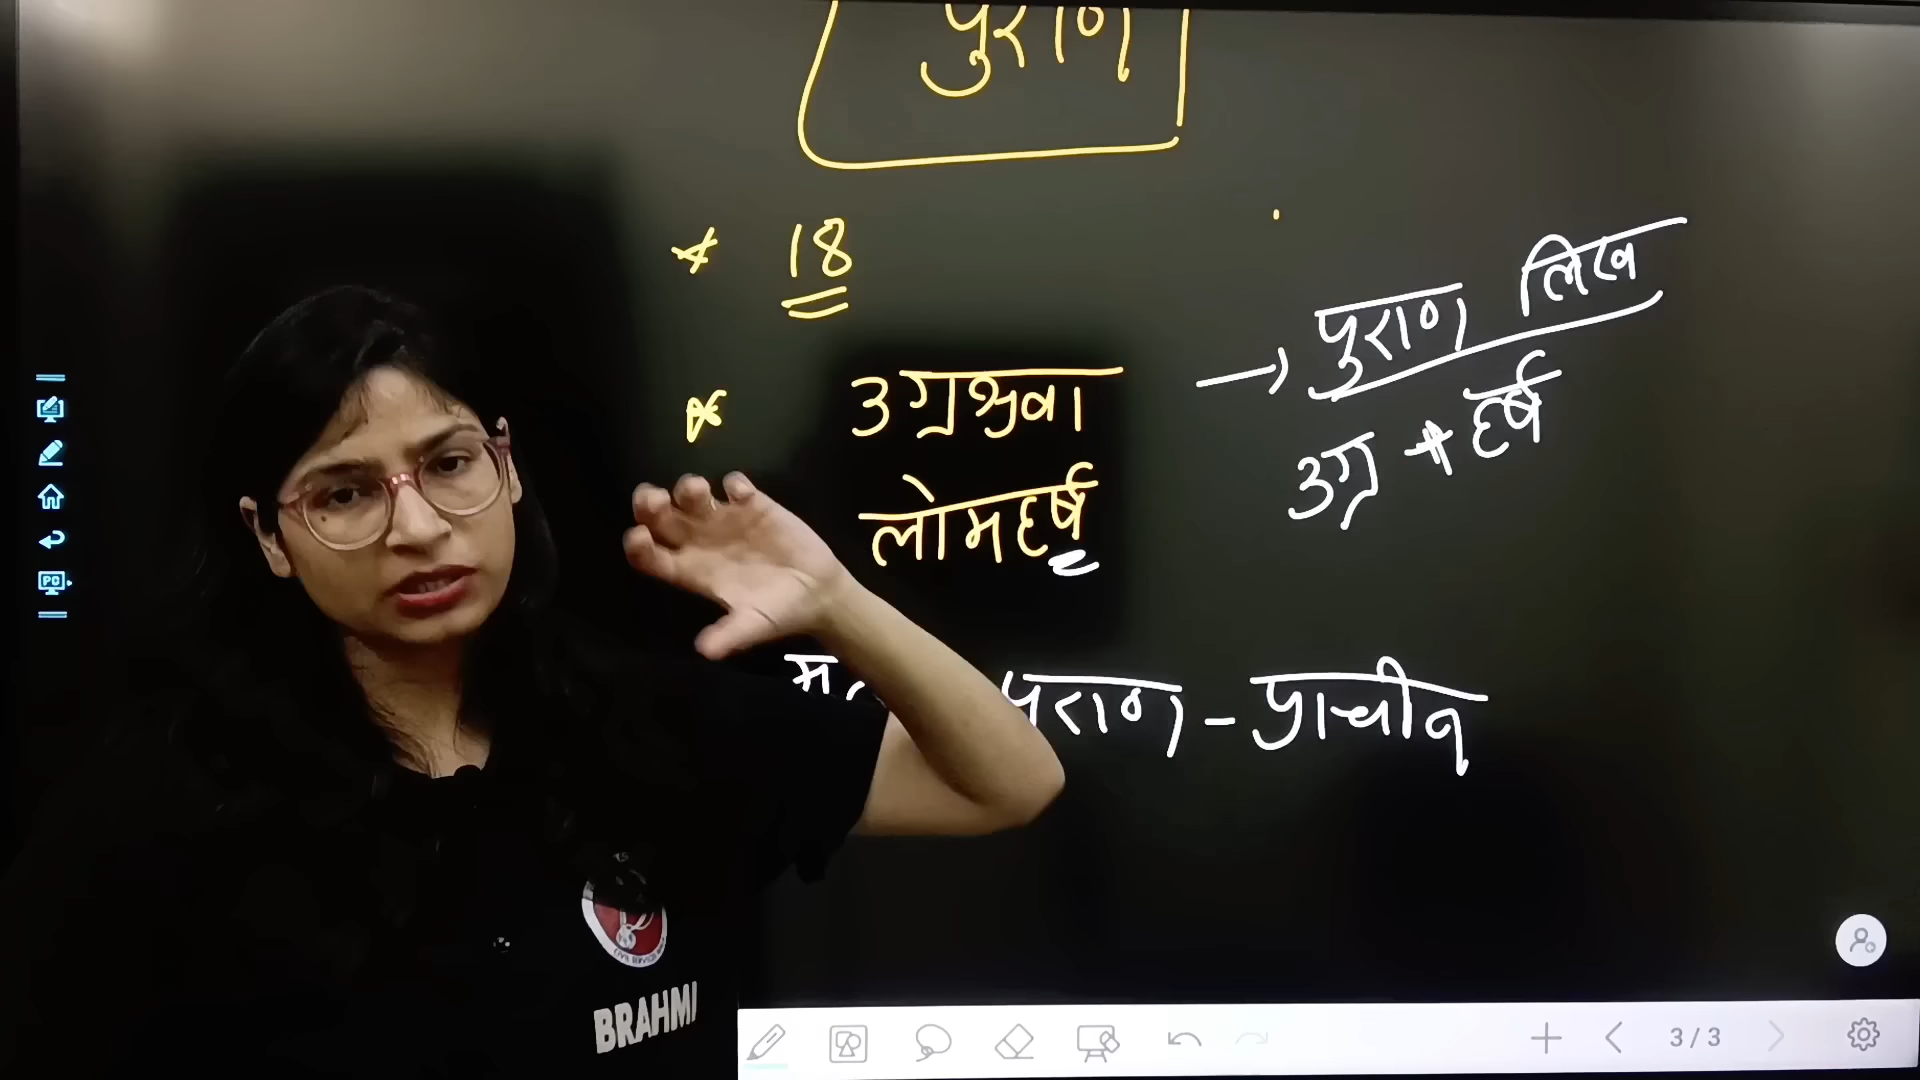 पुराण
18
उग्रश्रवा
लोमहर्ष
→ पुराण लिख
उग्र + हर्ष
पुराण - प्राचीन
BRAHMI
3/3